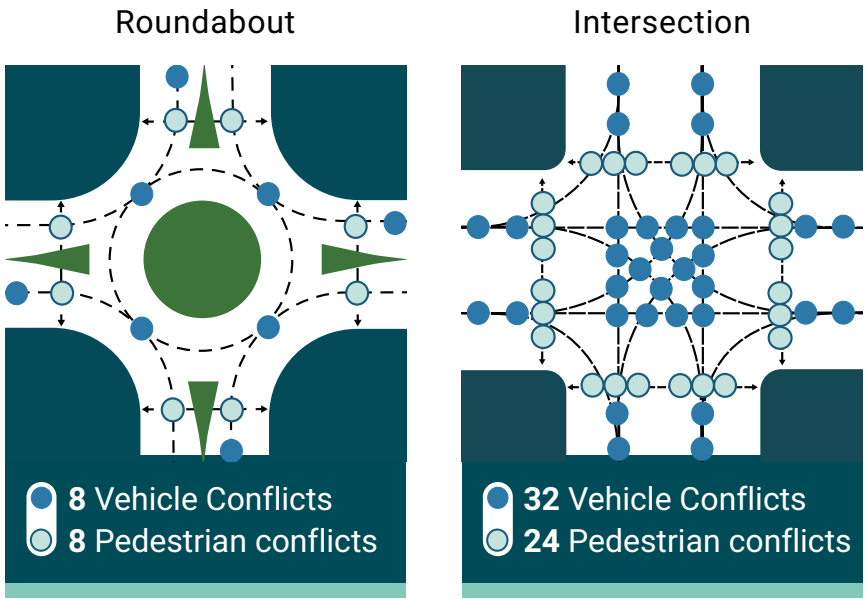 Roundabout
8 Vehicle Conflicts
8 Pedestrian conflicts
Intersection
32 Vehicle Conflicts
24 Pedestrian conflicts